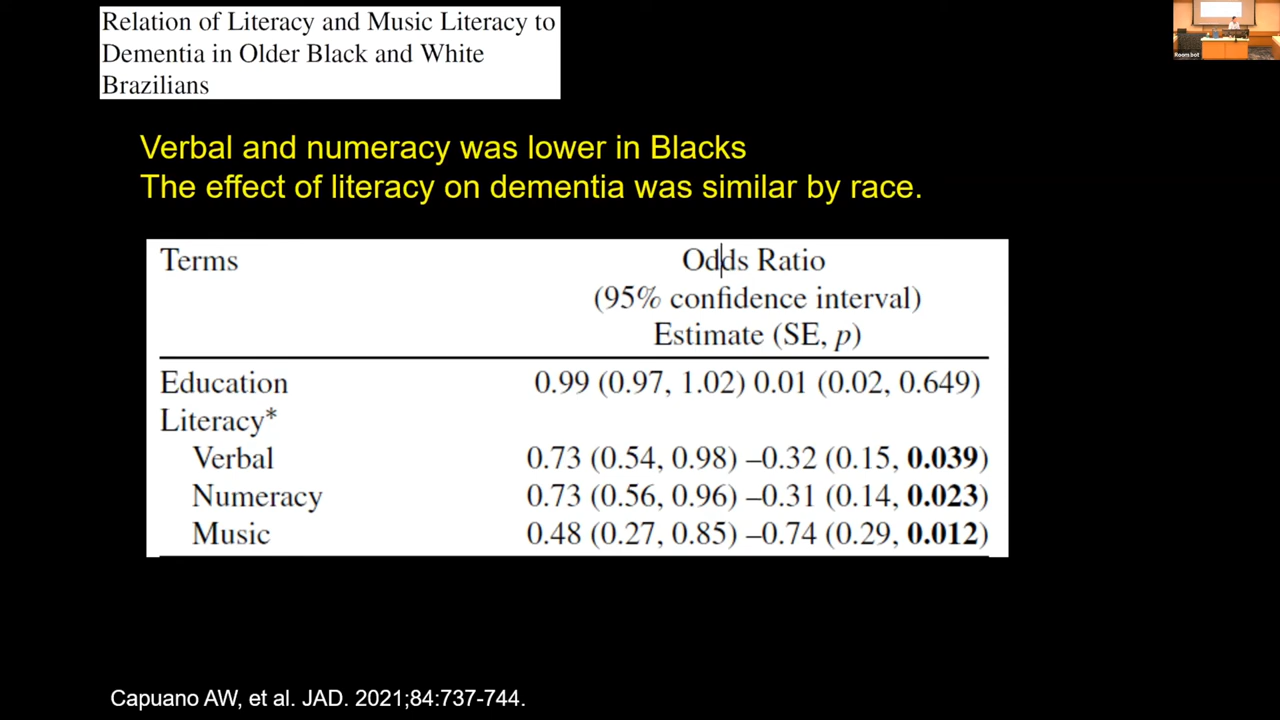 Relation of Literacy and Music Literacy to
Dementia in Older Black and White
Brazilians
Room bot
Verbal and numeracy was lower in Blacks
The effect of literacy on dementia was similar by race.
Terms Odds Ratio
(95% confidence interval)
Estimate (SE, p)
Education 0.99 (0.97, 1.02) 0.01 (0.02, 0.649)
Literacy*
Verbal 0.73 (0.54, 0.98) –0.32 (0.15, 0.039)
Numeracy 0.73 (0.56, 0.96) –0.31 (0.14, 0.023)
Music 0.48 (0.27, 0.85) –0.74 (0.29, 0.012)
Capuano AW, et al. JAD. 2021;84:737-744.